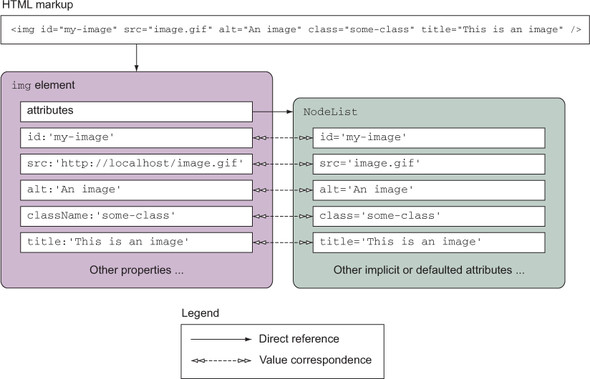 HTML markup
<img id="my-image" src="image.gif" alt="An image" class="some-class" title="This is an image" />
img element
attributes
NodeList
id:'my-image'
id='my-image'
src:'http://localhost/image.gif'
src='image.gif'
alt:'An image'
alt='An image'
className:'some-class'
class='some-class'
title:'This is an image'
title='This is an image'
Other properties ...
Other implicit or defaulted attributes ...
Legend
Direct reference
Value correspondence